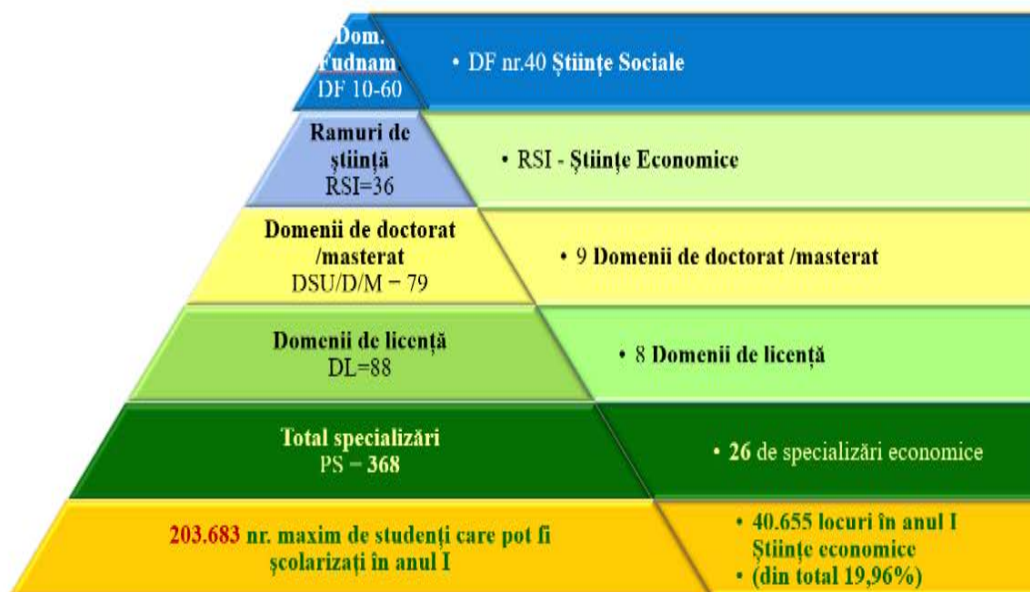 Dom.
Fudnam.
DF 10-60
• DF nr.40 Științe Sociale
Ramuri de
știință
RSI=36
• RSI - Științe Economice
Domenii de doctorat
/masterat
DSU/D/M – 79
• 9 Domenii de doctorat /masterat
Domenii de licență
DL=88
• 8 Domenii de licență
Total specializări
PS – 368
• 26 de specializări economice
203.683 nr. maxim de studenți care pot fi
școlarizați în anul I
• 40.655 locuri în anul I
Științe economice
• (din total 19,96%)